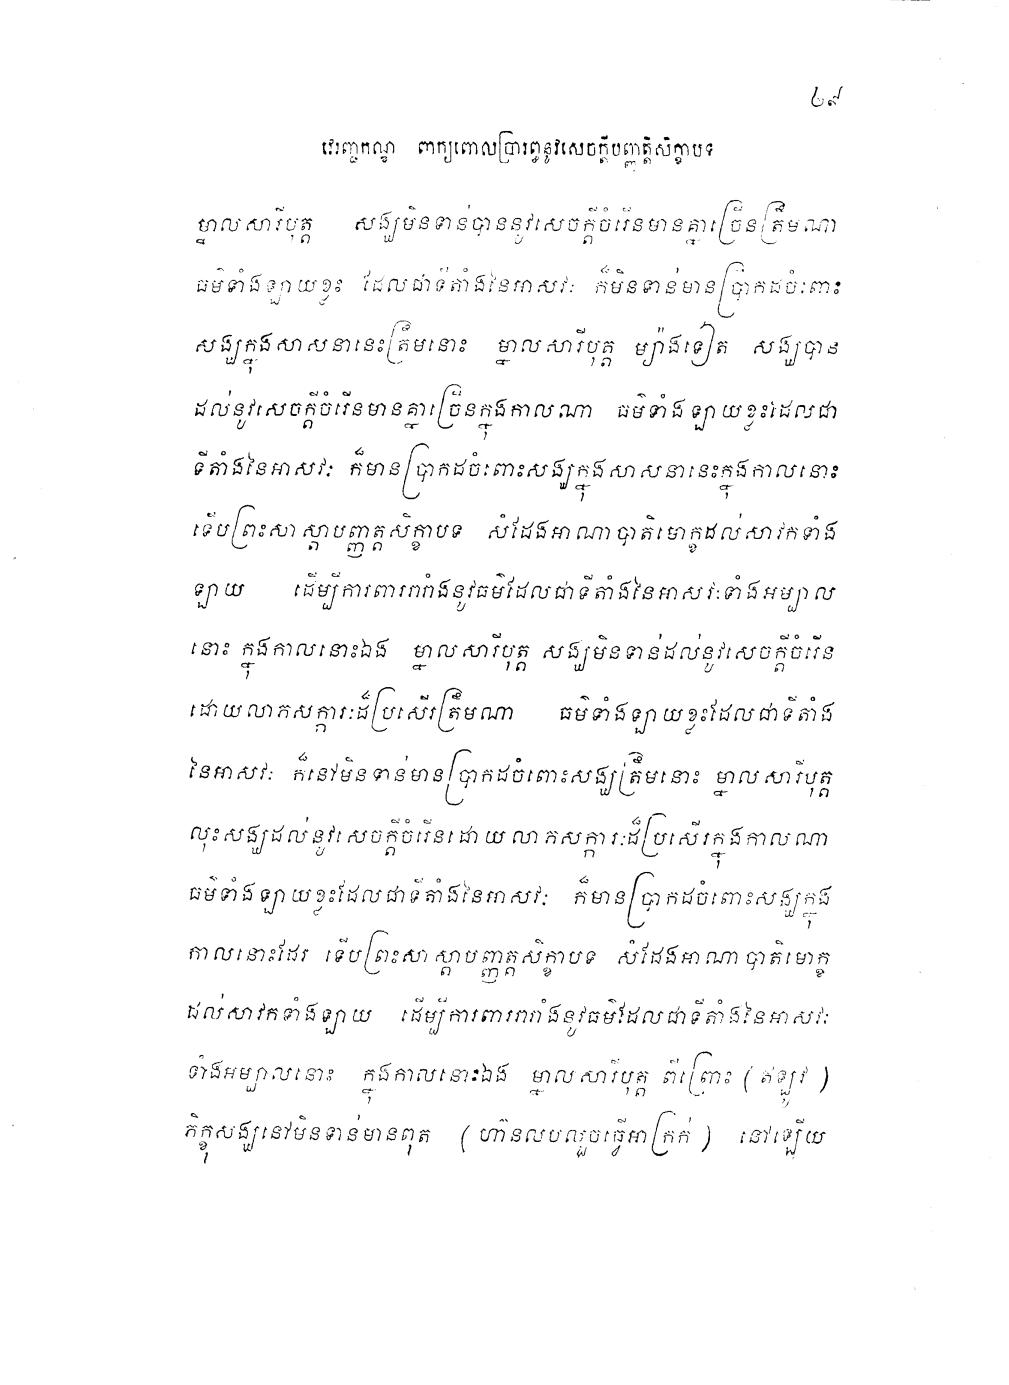 ២៩
វេរញ្ជកណ្ឌ ពាក្យពោលប្រារព្ធនូវសេចក្តីបញ្ញត្តិសិក្ខាបទ
ម្នាលសារីបុត្ត សង្ឃមិនទាន់បាននូវសេចក្តីចំរើនមានគ្នាច្រើនត្រឹមណា
ធម៌ទាំងឡាយខ្លះ ដែលជាទីតាំងនៃអាសវៈ ក៏មិនទាន់មានប្រាកដចំពោះ
សង្ឃក្នុងសាសនានេះត្រឹមនោះ ម្នាលសារីបុត្ត ម្យ៉ាងទៀត សង្ឃបាន
ដល់នូវសេចក្តីចំរើនមានគ្នាច្រើនក្នុងកាលណា ធម៌ទាំងឡាយខ្លះដែលជា
ទីតាំងនៃអាសវៈ ក៏មានប្រាកដចំពោះសង្ឃក្នុងសាសនានេះក្នុងកាលនោះ
ទើបព្រះសាស្តាបញ្ញត្តសិក្ខាបទ សំដែងអាណាបាតិមោក្ខដល់សាវកទាំង
ឡាយ ដើម្បីការពារពារាំងនូវធម៌ដែលជាទីតាំងនៃអាសវៈទាំងអម្បាល
នោះ ក្នុងកាលនោះឯង ម្នាលសារីបុត្ត សង្ឃមិនទាន់ដល់នូវសេចក្តីចំរើន
ដោយលាភសក្ការៈដ៏ប្រសើរត្រឹមណា ធម៌ទាំងឡាយខ្លះដែលជាទីតាំង
នៃអាសវៈ ក៏នៅមិនទាន់មានប្រាកដចំពោះសង្ឃត្រឹមនោះ ម្នាលសារីបុត្ត
លុះសង្ឃដល់នូវសេចក្តីចំរើនដោយលាភសក្ការៈដ៏ប្រសើរក្នុងកាលណា
ធម៌ទាំងឡាយខ្លះដែលជាទីតាំងនៃអាសវៈ ក៏មានប្រាកដចំពោះសង្ឃក្នុង
កាលនោះដែរ ទើបព្រះសាស្តាបញ្ញត្តសិក្ខាបទ សំដែងអាណាបាតិមោក្ខ
ដល់សាវកទាំងឡាយ ដើម្បីការពាររារាំងនូវធម៌ដែលជាទីតាំងនៃអាសវៈ
ទាំងអម្បាលនោះ ក្នុងកាលនោះឯង ម្នាលសារីបុត្ត ពីព្រោះ (ឥឡូវ)
ភិក្ខុសង្ឃនៅមិនទាន់មានពុត (ហ៊ានលបលួចធ្វើអាក្រក់) នៅឡើយ